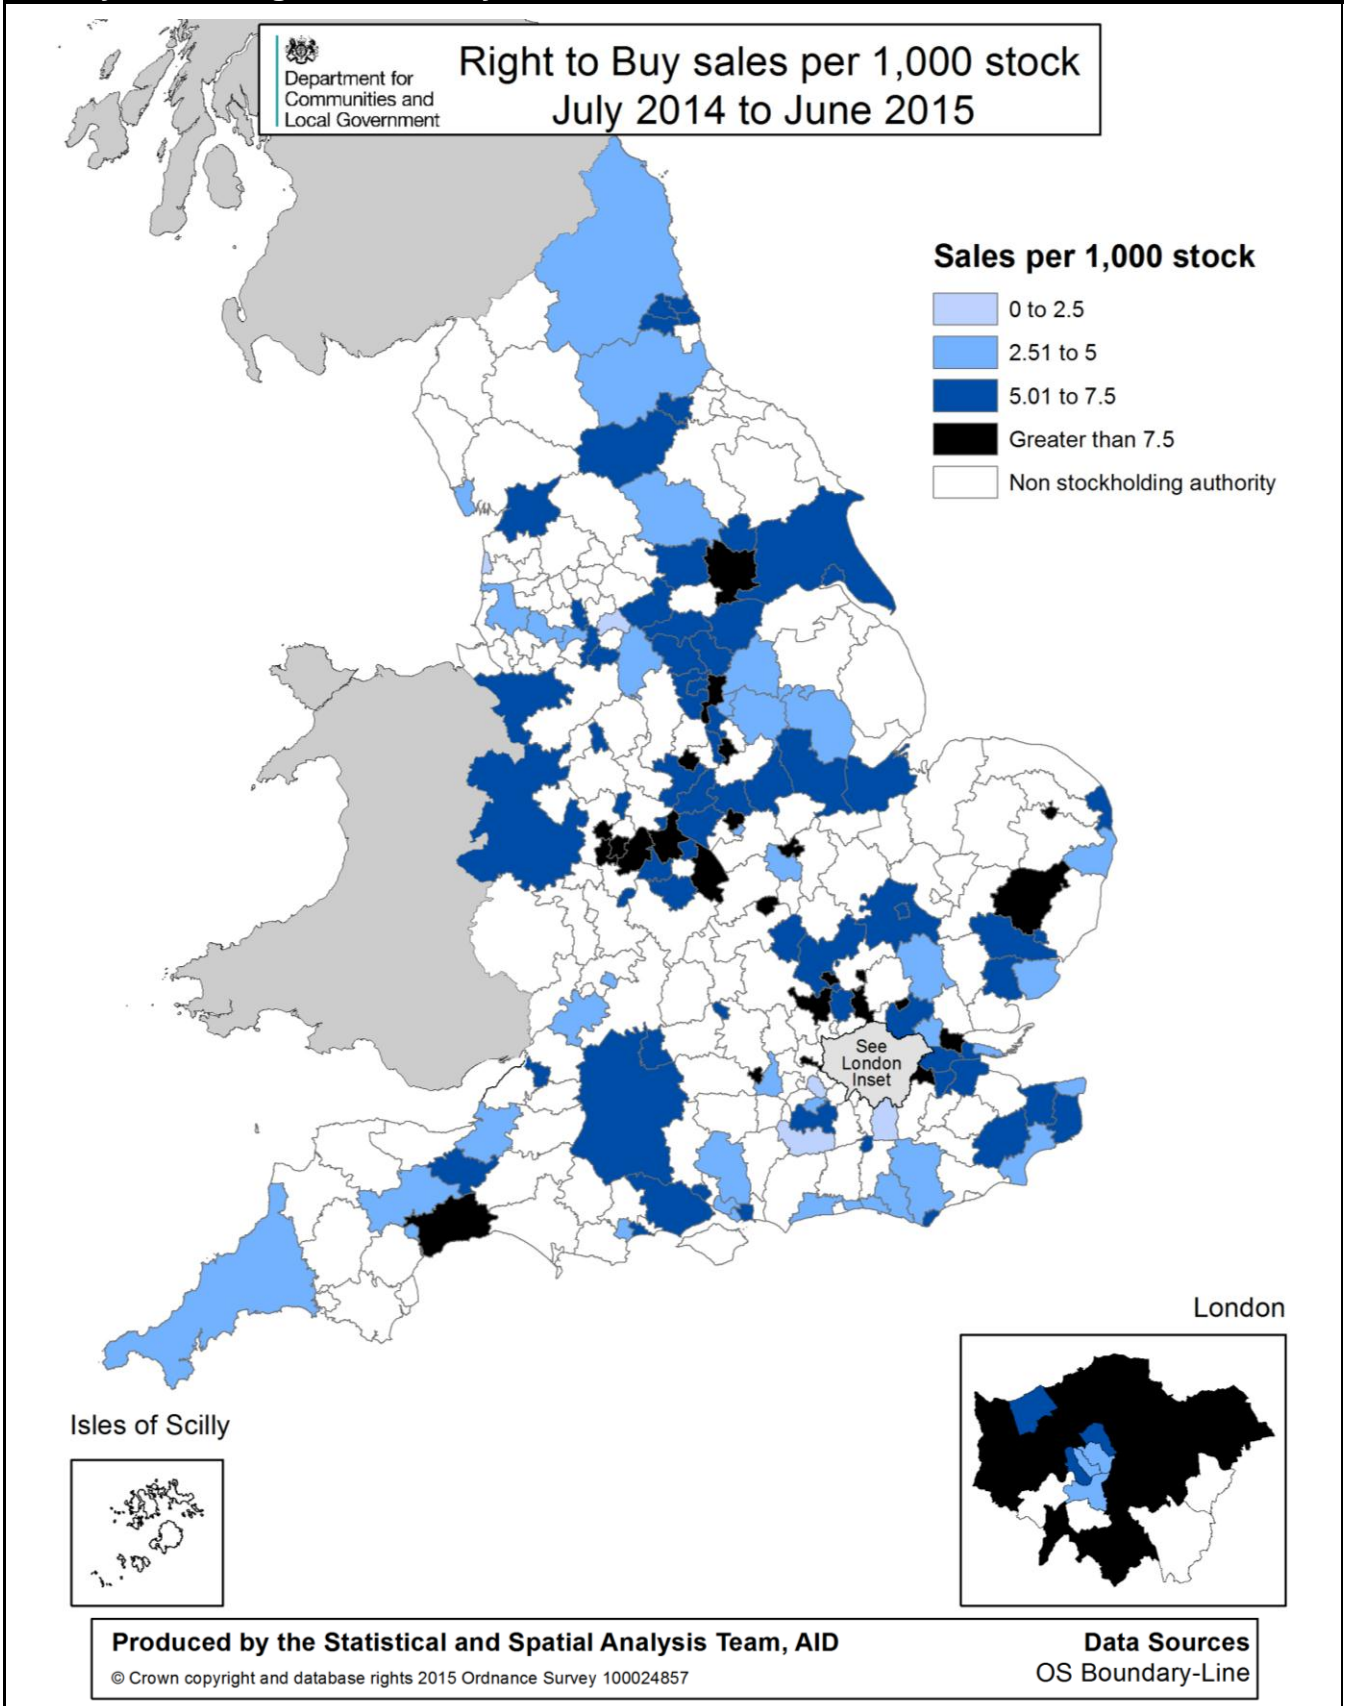 Department for
Communities and
Local Government
Right to Buy sales per 1,000 stock
July 2014 to June 2015
Sales per 1,000 stock
0 to 2.5
2.51 to 5
5.01 to 7.5
Greater than 7.5
Non stockholding authority
See
London
Inset
London
Isles of Scilly
Produced by the Statistical and Spatial Analysis Team, AID
© Crown copyright and database rights 2015 Ordnance Survey 100024857
Data Sources
OS Boundary-Line